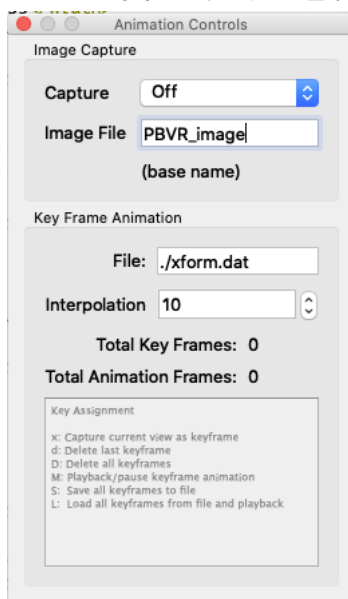 Animation Controls
Image Capture
Capture Off
Image File PBVR_image
(base name)
Key Frame Animation
File: ./xform.dat
Interpolation 10
Total Key Frames: 0
Total Animation Frames: 0
Key Assignment
x: Capture current view as keyframe
d: Delete last keyframe
D: Delete all keyframes
M: Playback/pause keyframe animation
S: Save all keyframes to file
L: Load all keyframes from file and playback